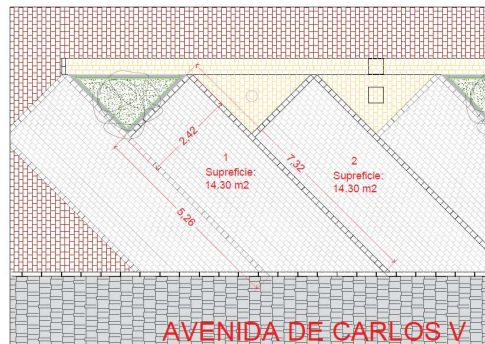 2,42
1
Supreficie:
14.30 m2
7,32
2
Supreficie:
14.30 m2
5,26
AVENIDA DE CARLOS V